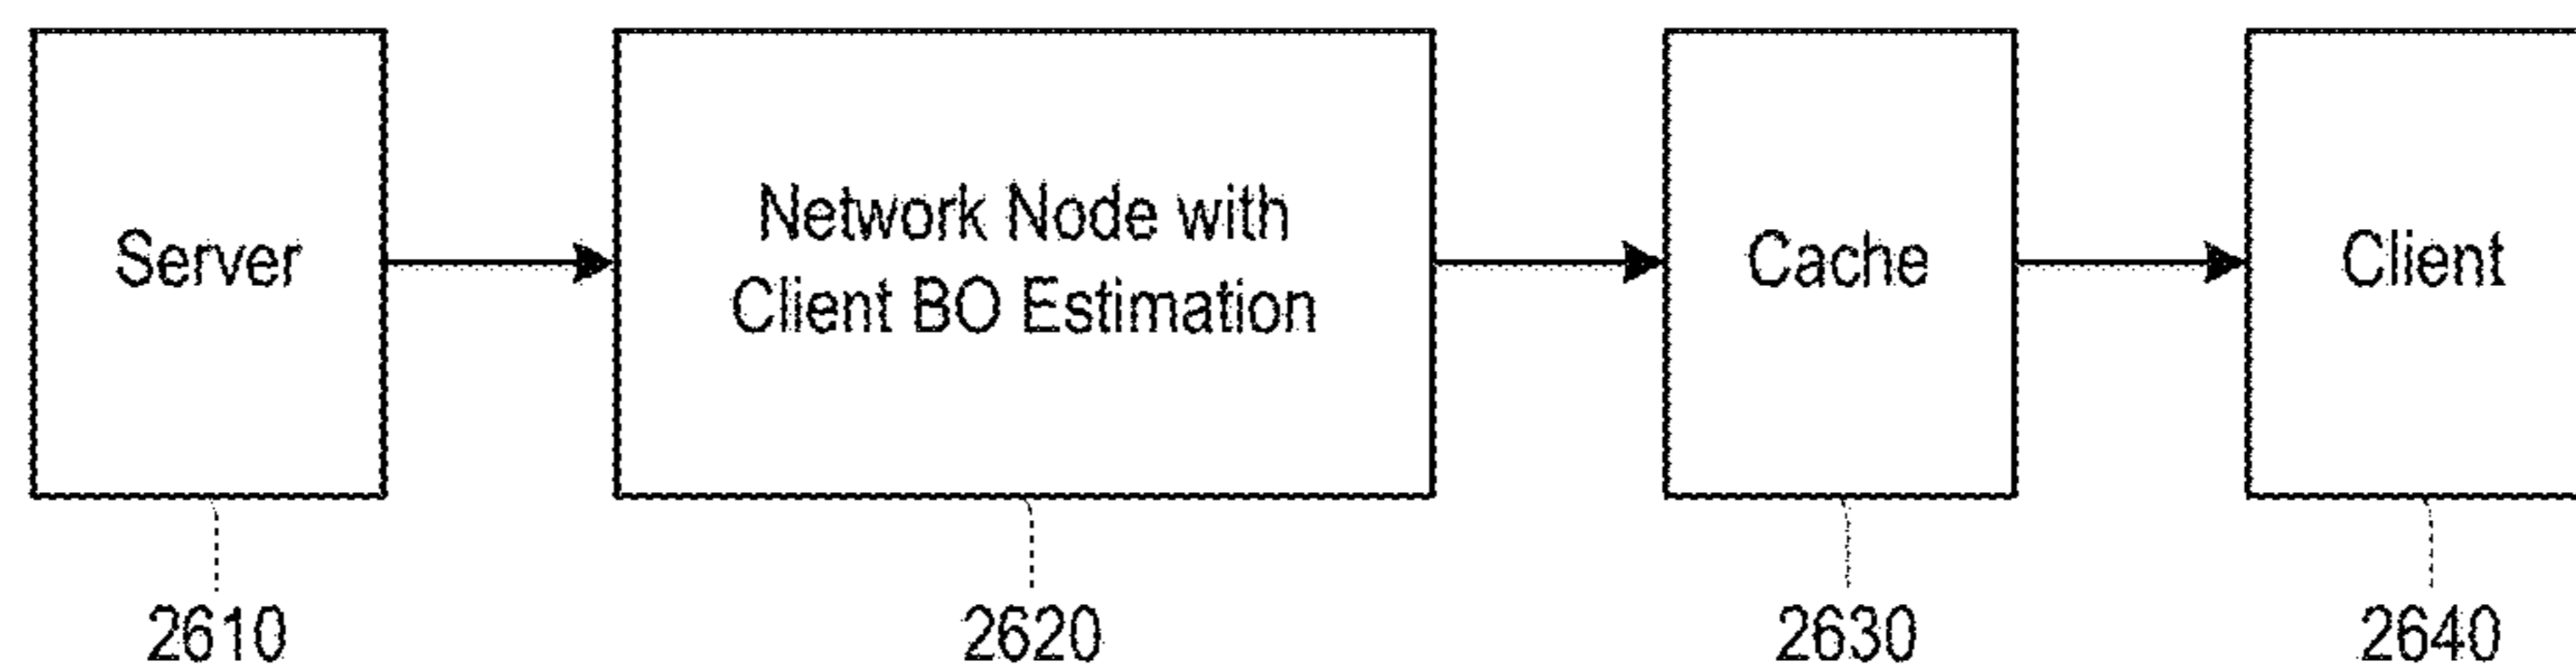 Server
Network Node with
Client BO Estimation
Cache
Client
2610
2620
2630
2640